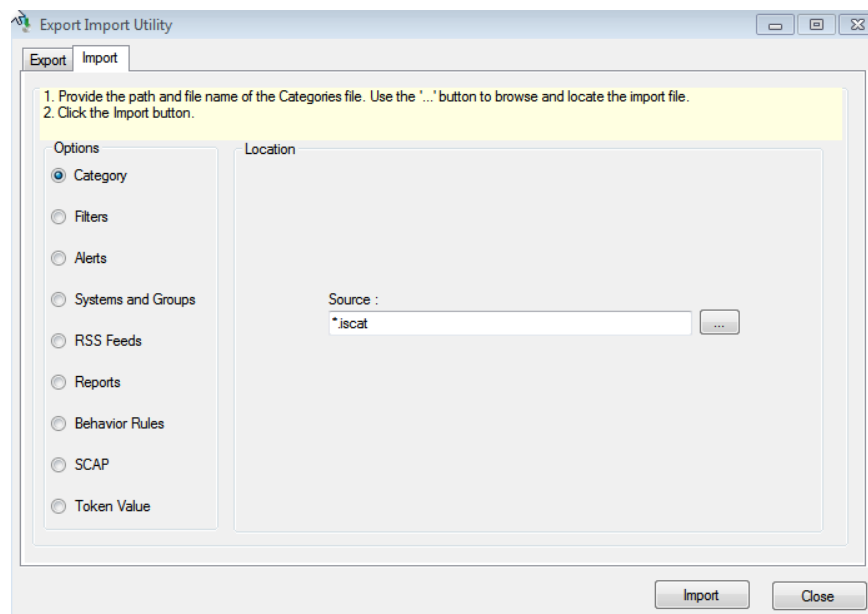 Export Import Utility
Export Import
1. Provide the path and file name of the Categories file. Use the '...' button to browse and locate the import file.
2. Click the Import button.
Options
Location
Category
Filters
Alerts
Systems and Groups
Source :
*.iscat
...
RSS Feeds
Reports
Behavior Rules
SCAP
Token Value
Import Close